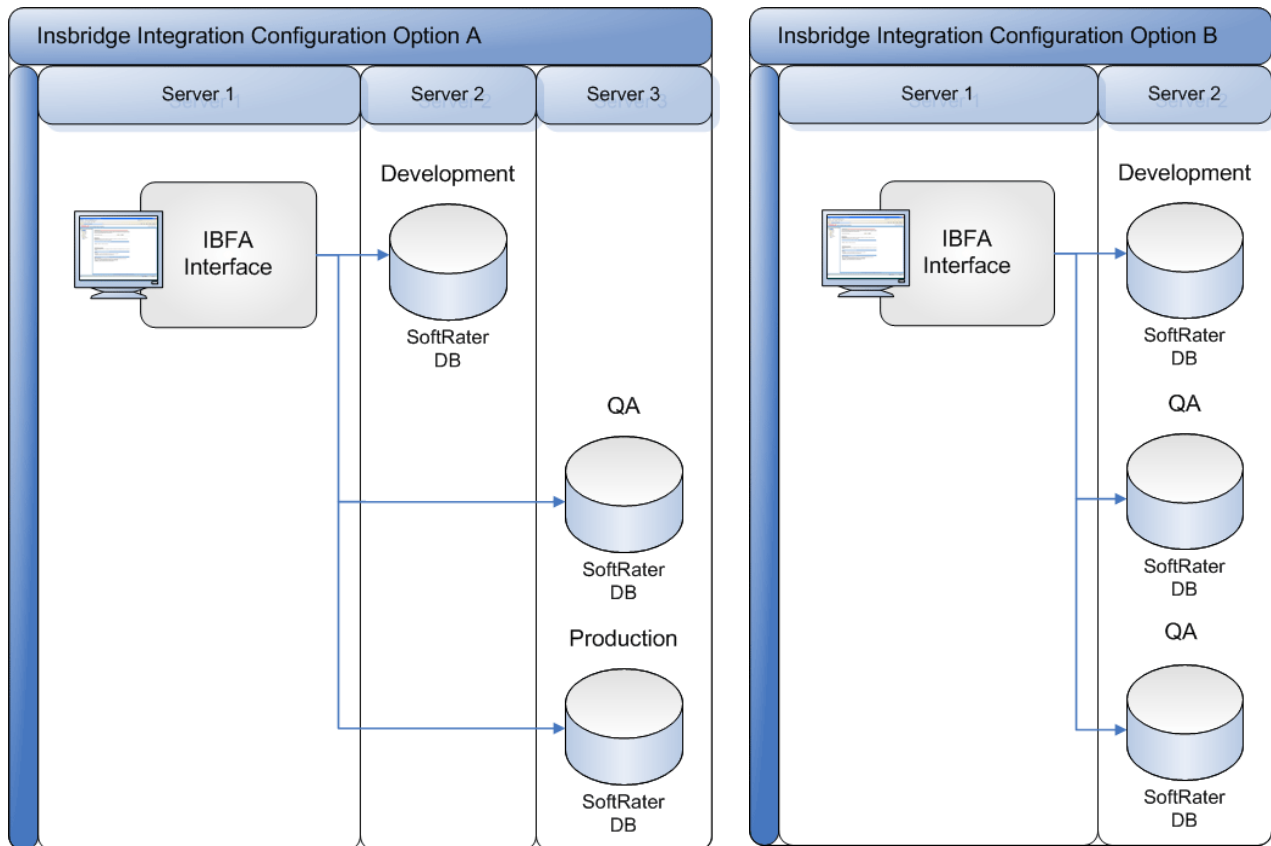 Insbridge Integration Configuration Option A
Server 1
Server 2
Server 3
Development
IBFA
Interface
SoftRater
DB
QA
SoftRater
DB
Production
SoftRater
DB
Insbridge Integration Configuration Option B
Server 1
Server 2
Development
IBFA
Interface
SoftRater
DB
QA
SoftRater
DB
QA
SoftRater
DB